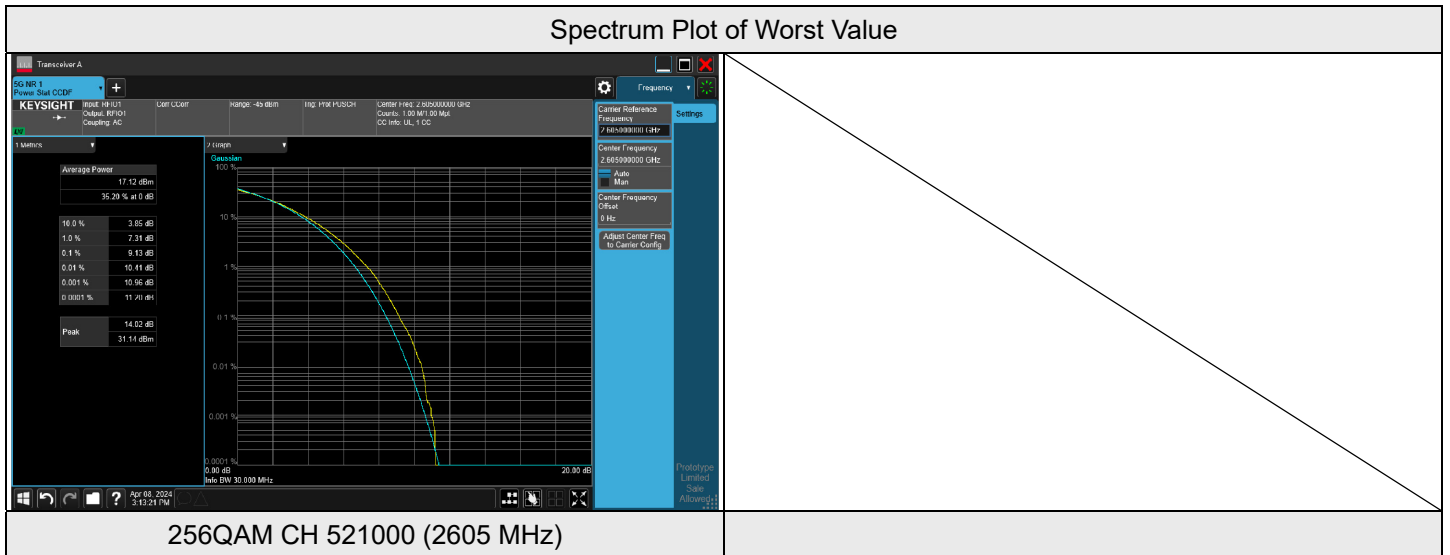 Spectrum Plot of Worst Value
Transceiver A
5G NR 1
Power Stat CCDF
+
Frequency
KEYSIGHT
Input: RFIO1
Output: RFIO1
Coupling: AC
Corr CCorr
Range: -45 dBm
Trig: Prot PUSCH
Center Freq: 2.605000000 GHz
Counts: 1.00 M/1.00 Mpt
CC Info: UL, 1 CC
Carrier Reference
Frequency
2.605000000 GHz
Settings
Center Frequency
2.605000000 GHz
Auto
Man
Center Frequency
Offset
0 Hz
Adjust Center Freq
to Carrier Config
1 Metrics
Average Power
17.12 dBm
35.20 % at 0 dB
10.0 % 3.85 dB
1.0 % 7.31 dB
0.1 % 9.13 dB
0.01 % 10.41 dB
0.001 % 10.96 dB
0.0001 % 11.20 dB
Peak
14.02 dB
31.14 dBm
2 Graph
Gaussian
100 %
10 %
1 %
0.1 %
0.01 %
0.001 %
0.0001 %
0.00 dB 20.00 dB
Info BW 30.000 MHz
Prototype
Limited
Sale
Allowed
?
Apr 08, 2024
3:13:21 PM
256QAM CH 521000 (2605 MHz)